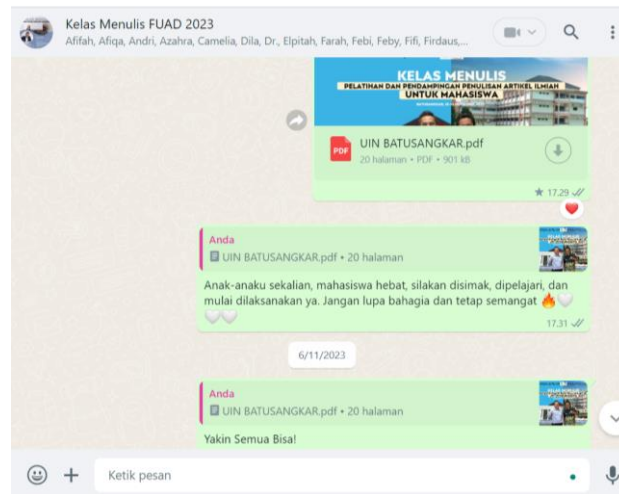 Kelas Menulis FUAD 2023
Afifah, Afiqa, Andri, Azahra, Camelia, Dila, Dr., Elpitah, Farah, Febi, Feby, Fifi, Firdaus,...
KELAS MENULIS
PELATIHAN DAN PENDAMPINGAN PENULISAN ARTIKEL ILMIAH
UNTUK MAHASISWA
PDF
UIN BATUSANGKAR.pdf
20 halaman • PDF • 901 kB
17.29
Anda
UIN BATUSANGKAR.pdf • 20 halaman
Anak-anaku sekalian, mahasiswa hebat, silakan disimak, dipelajari, dan
mulai dilaksanakan ya. Jangan lupa bahagia dan tetap semangat 🔥🤍
🤍🤍
17.31
6/11/2023
Anda
UIN BATUSANGKAR.pdf • 20 halaman
Yakin Semua Bisa!
Ketik pesan